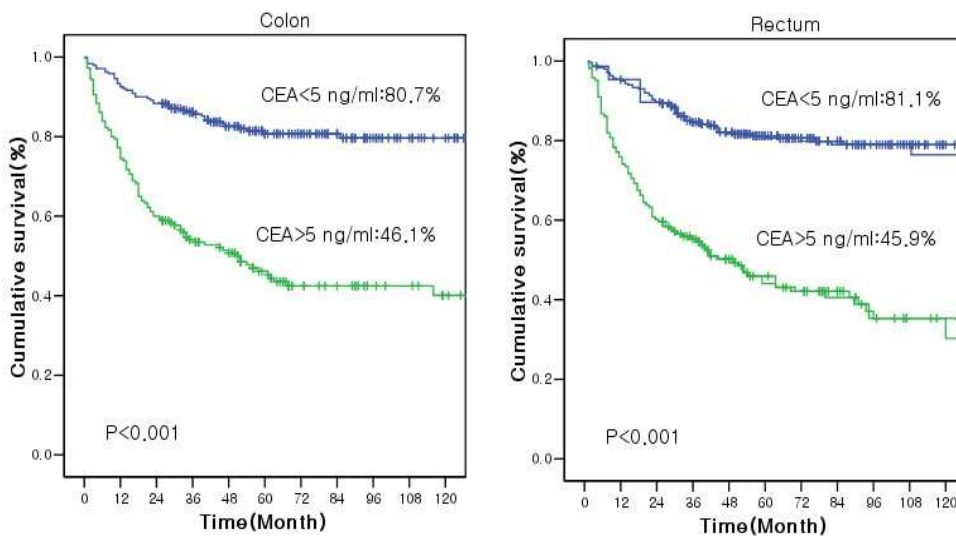 Colon
Cumulative survival(%)
1.0
0.8
0.6
0.4
0.2
0.0
CEA<5 ng/ml:80.7%
CEA>5 ng/ml:46.1%
P<0.001
0 12 24 36 48 60 72 84 96 108 120
Time(Month)
Rectum
Cumulative survival(%)
1.0
0.8
0.6
0.4
0.2
0.0
CEA<5 ng/ml:81.1%
CEA>5 ng/ml:45.9%
P<0.001
0 12 24 36 48 60 72 84 96 108 120
Time(Month)